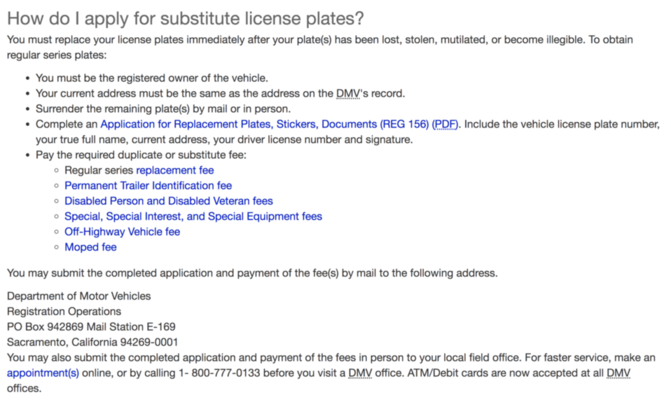 How do I apply for substitute license plates?
You must replace your license plates immediately after your plate(s) has been lost, stolen, mutilated, or become illegible. To obtain
regular series plates:
• You must be the registered owner of the vehicle.
• Your current address must be the same as the address on the DMV's record.
• Surrender the remaining plate(s) by mail or in person.
• Complete an Application for Replacement Plates, Stickers, Documents (REG 156) (PDF). Include the vehicle license plate number,
your true full name, current address, your driver license number and signature.
• Pay the required duplicate or substitute fee:
◦ Regular series replacement fee
◦ Permanent Trailer Identification fee
◦ Disabled Person and Disabled Veteran fees
◦ Special, Special Interest, and Special Equipment fees
◦ Off-Highway Vehicle fee
◦ Moped fee
You may submit the completed application and payment of the fee(s) by mail to the following address.
Department of Motor Vehicles
Registration Operations
PO Box 942869 Mail Station E-169
Sacramento, California 94269-0001
You may also submit the completed application and payment of the fees in person to your local field office. For faster service, make an
appointment(s) online, or by calling 1- 800-777-0133 before you visit a DMV office. ATM/Debit cards are now accepted at all DMV
offices.